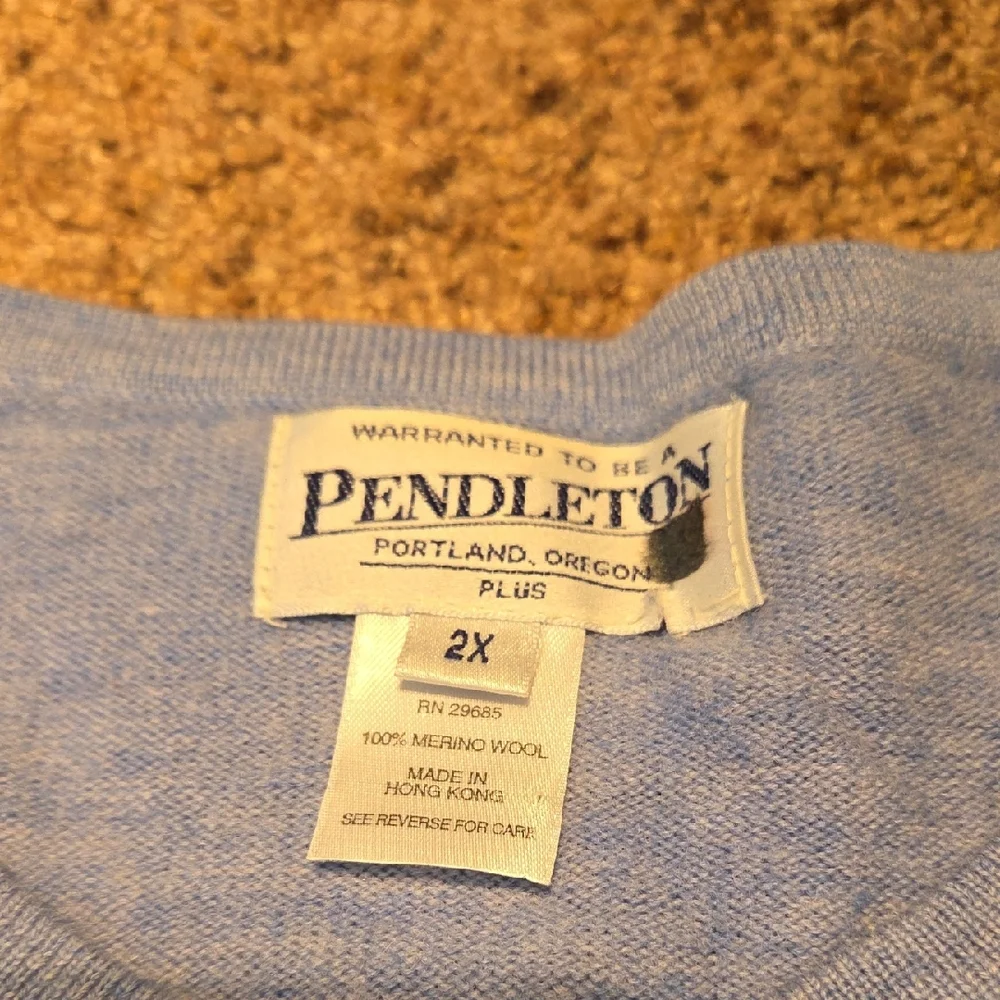 WARRANTED TO BE A
PENDLETON
PORTLAND, OREGON
PLUS
2X
RN 29685
100% MERINO WOOL
MADE IN
HONG KONG
SEE REVERSE FOR CARE